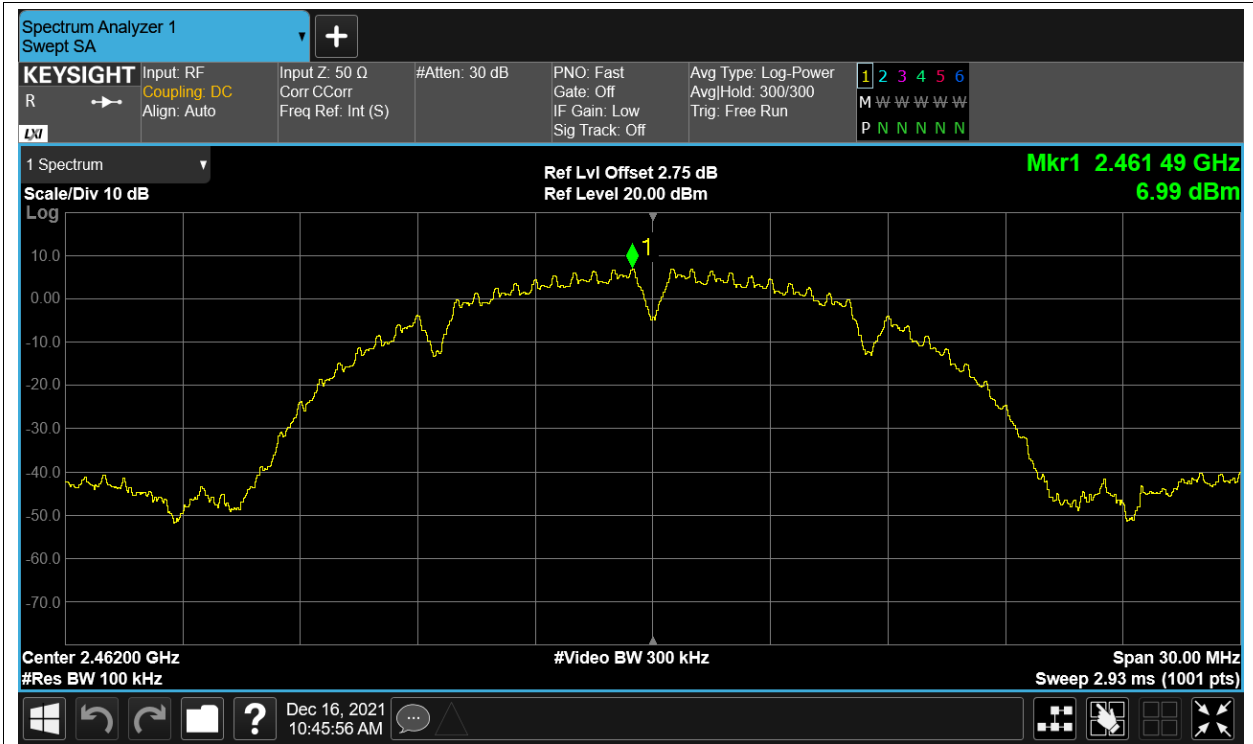 Spectrum Analyzer 1
Swept SA
+
KEYSIGHT
R
LXI
Input: RF
Coupling: DC
Align: Auto
Input Z: 50 Ω
Corr CCorr
Freq Ref: Int (S)
#Atten: 30 dB
PNO: Fast
Gate: Off
IF Gain: Low
Sig Track: Off
Avg Type: Log-Power
Avg|Hold: 300/300
Trig: Free Run
1 2 3 4 5 6
M W W W W W
P N N N N N
1 Spectrum
Scale/Div 10 dB
Log
Ref Lvl Offset 2.75 dB
Ref Level 20.00 dBm
Mkr1 2.461 49 GHz
6.99 dBm
1
10.0
0.00
-10.0
-20.0
-30.0
-40.0
-50.0
-60.0
-70.0
Center 2.46200 GHz
#Res BW 100 kHz
#Video BW 300 kHz
Span 30.00 MHz
Sweep 2.93 ms (1001 pts)
?
Dec 16, 2021
10:45:56 AM